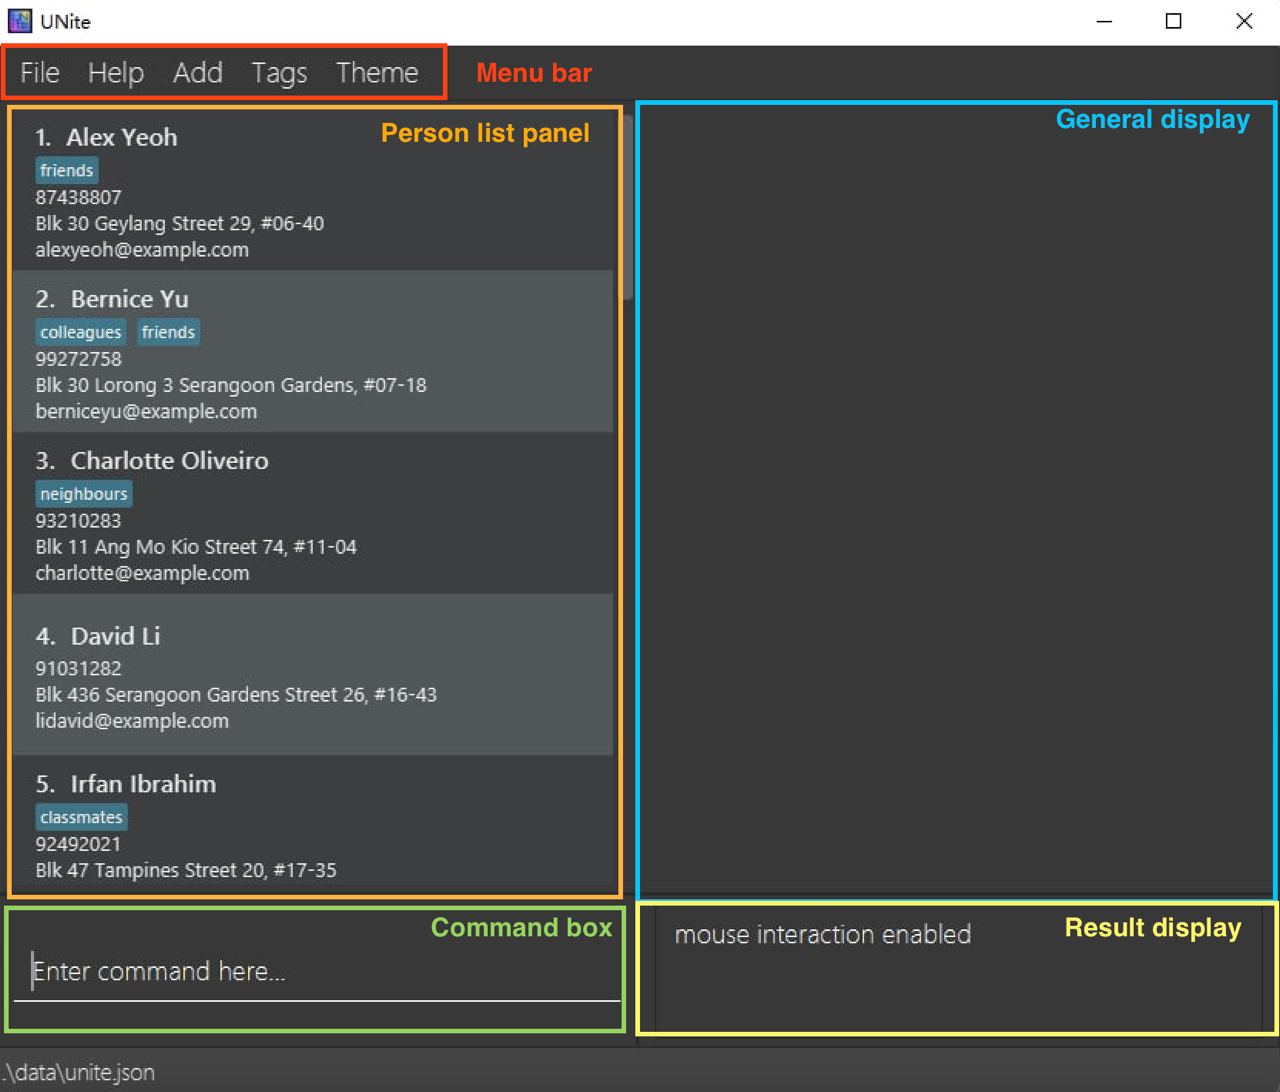 UNite
File Help Add Tags Theme Menu bar
Person list panel
1. Alex Yeoh
friends
87438807
Blk 30 Geylang Street 29, #06-40
alexyeoh@example.com
2. Bernice Yu
colleagues friends
99272758
Blk 30 Lorong 3 Serangoon Gardens, #07-18
berniceyu@example.com
3. Charlotte Oliveiro
neighbours
93210283
Blk 11 Ang Mo Kio Street 74, #11-04
charlotte@example.com
4. David Li
91031282
Blk 436 Serangoon Gardens Street 26, #16-43
lidavid@example.com
5. Irfan Ibrahim
classmates
92492021
Blk 47 Tampines Street 20, #17-35
General display
Command box
Enter command here...
Result display
mouse interaction enabled
.\data\unite.json